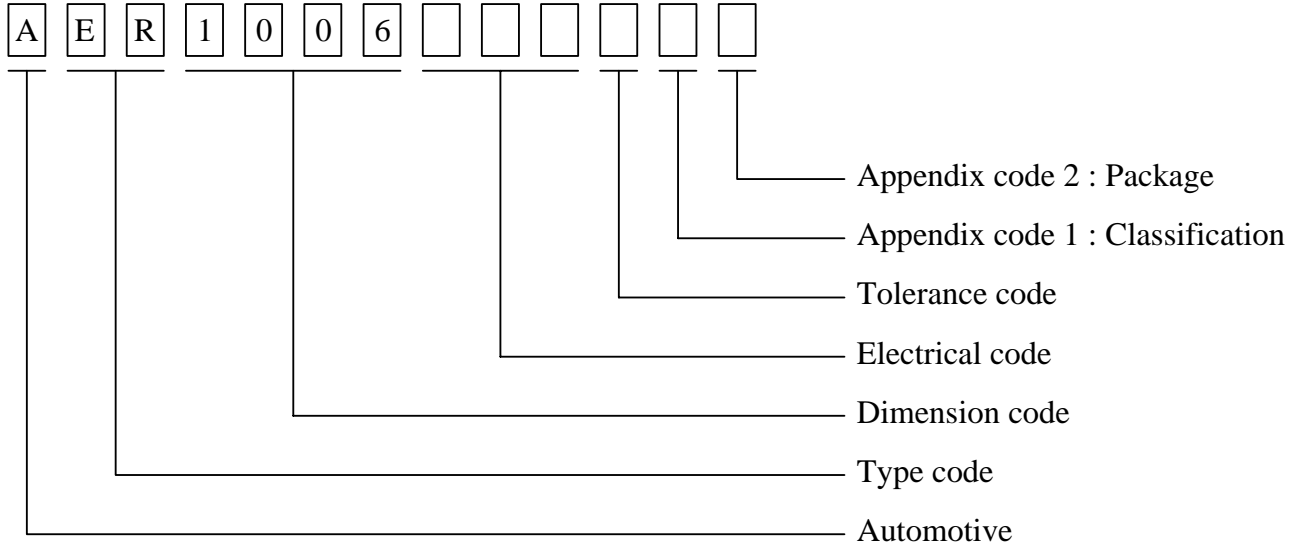 A E R 1 0 0 6
Appendix code 2 : Package
Appendix code 1 : Classification
Tolerance code
Electrical code
Dimension code
Type code
Automotive